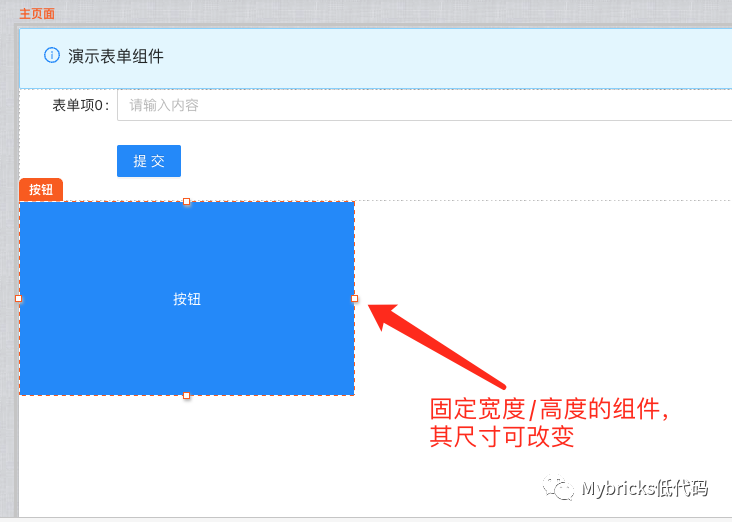 主页面
演示表单组件
表单项0: 请输入内容
提 交
按钮
按钮
固定宽度/高度的组件，
其尺寸可改变
Mybricks低代码